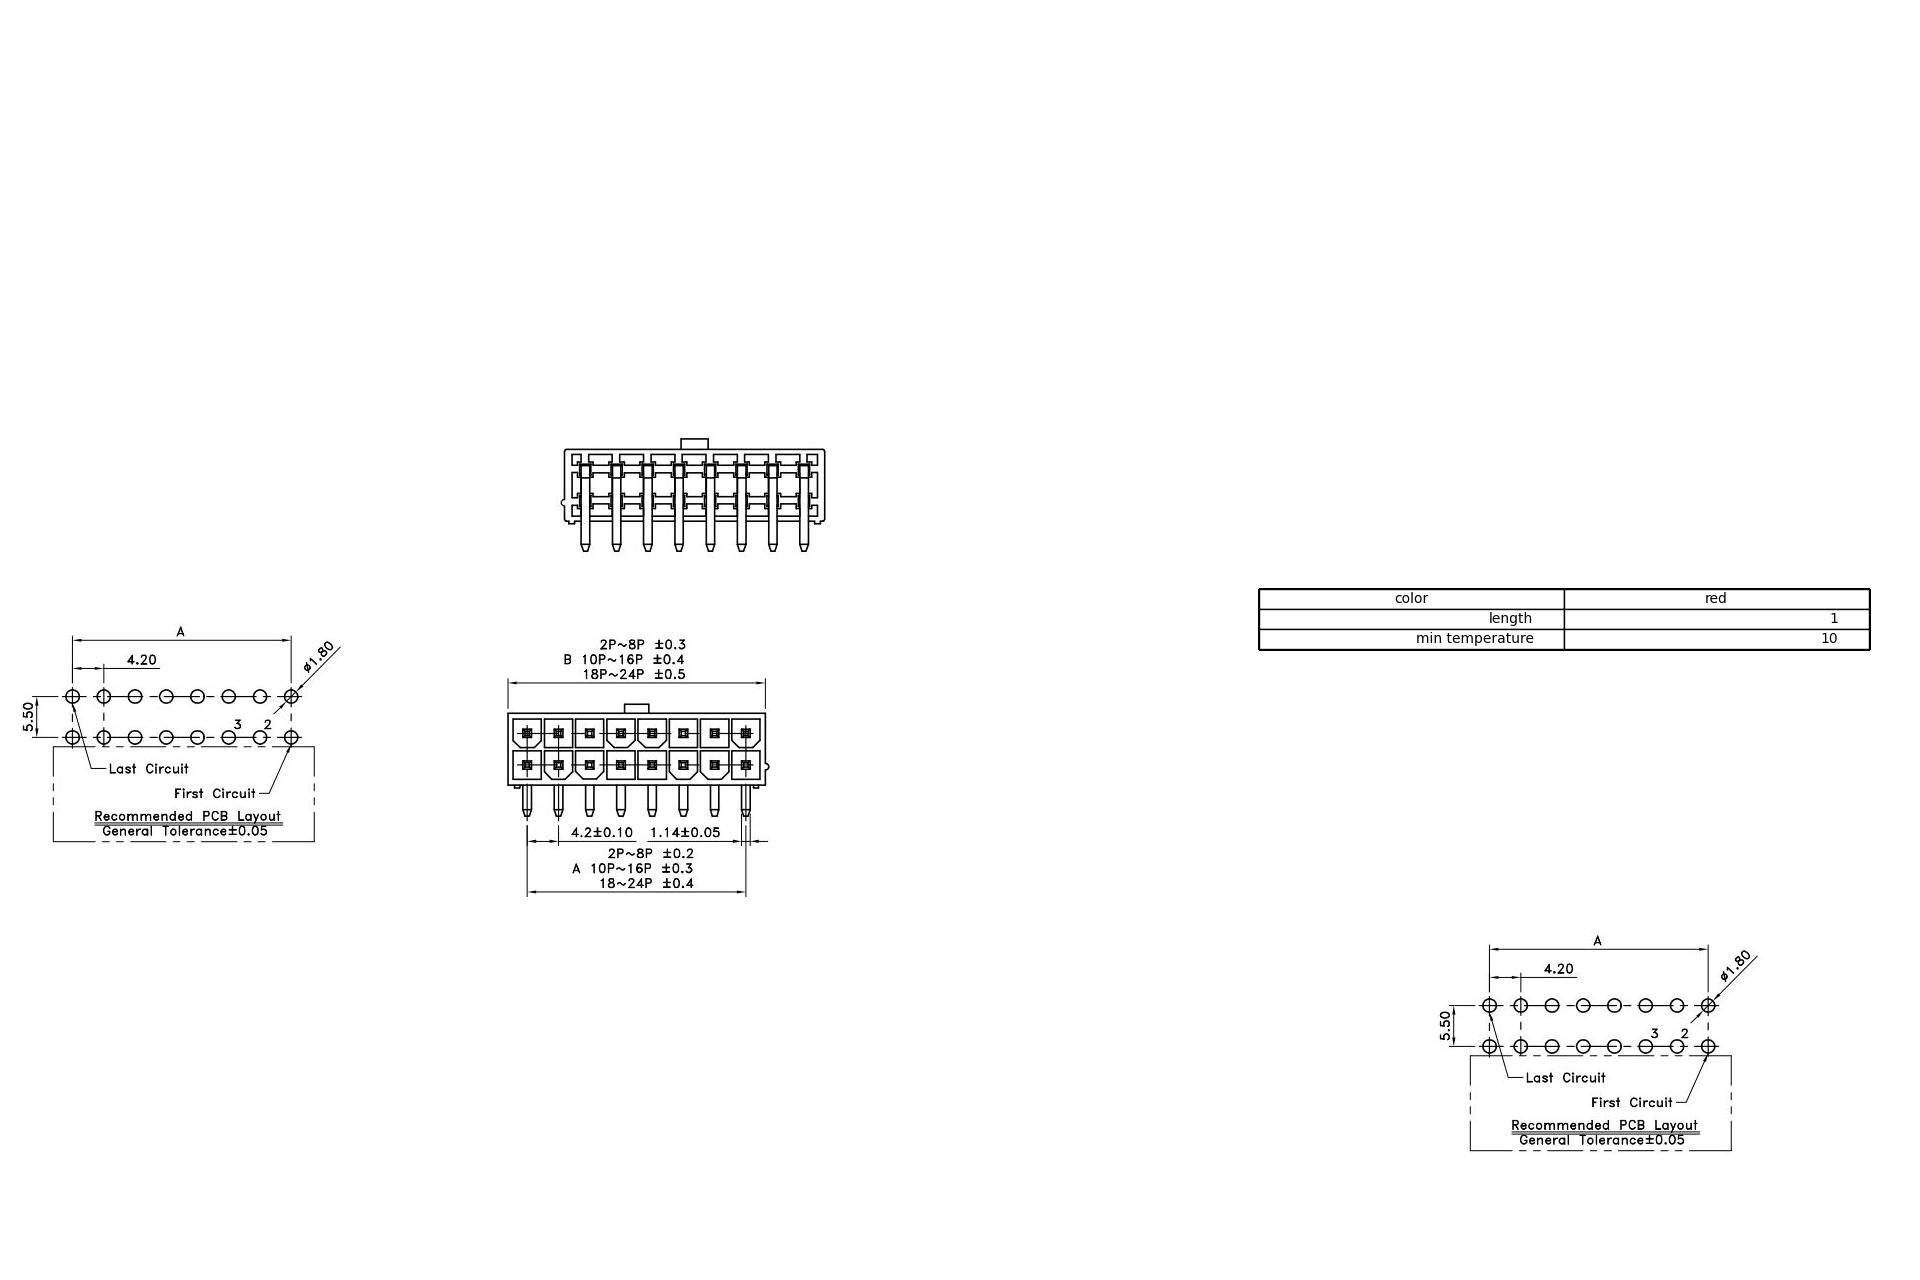 A
4.20
ø1.80
5.50
3 2
Last Circuit
First Circuit
Recommended PCB Layout
General Tolerance±0.05
2P~8P ±0.3
B 10P~16P ±0.4
18P~24P ±0.5
4.2±0.10 1.14±0.05
2P~8P ±0.2
A 10P~16P ±0.3
18~24P ±0.4
color red
length 1
min temperature 10
A
4.20
ø1.80
5.50
3 2
Last Circuit
First Circuit
Recommended PCB Layout
General Tolerance±0.05